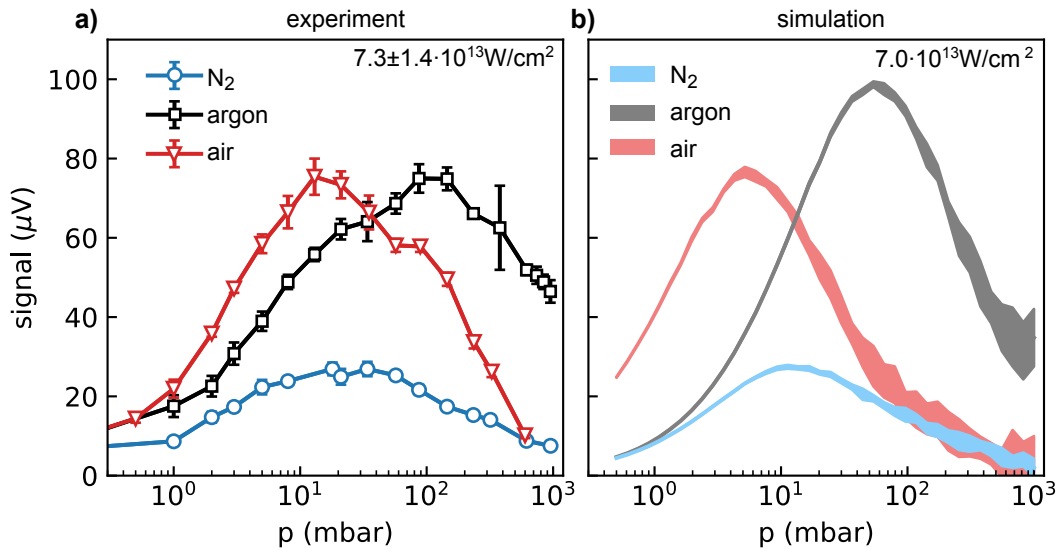 a) experiment
7.3±1.4·10¹³W/cm²
N₂
argon
air
signal (μV)
100
80
60
40
20
0
10⁰ 10¹ 10² 10³
p (mbar)
b) simulation
7.0·10¹³W/cm²
N₂
argon
air
10⁰ 10¹ 10² 10³
p (mbar)